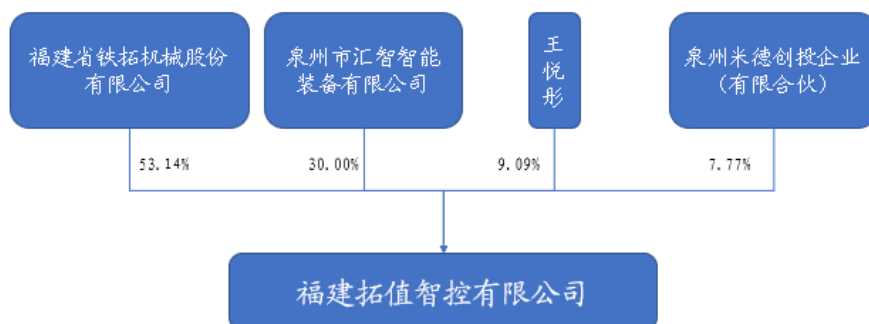 福建省铁拓机械股份
有限公司
泉州市汇智智能
装备有限公司
王
悦
彤
泉州米德创投企业
(有限合伙)
53.14%
30.00%
9.09%
7.77%
福建拓值智控有限公司